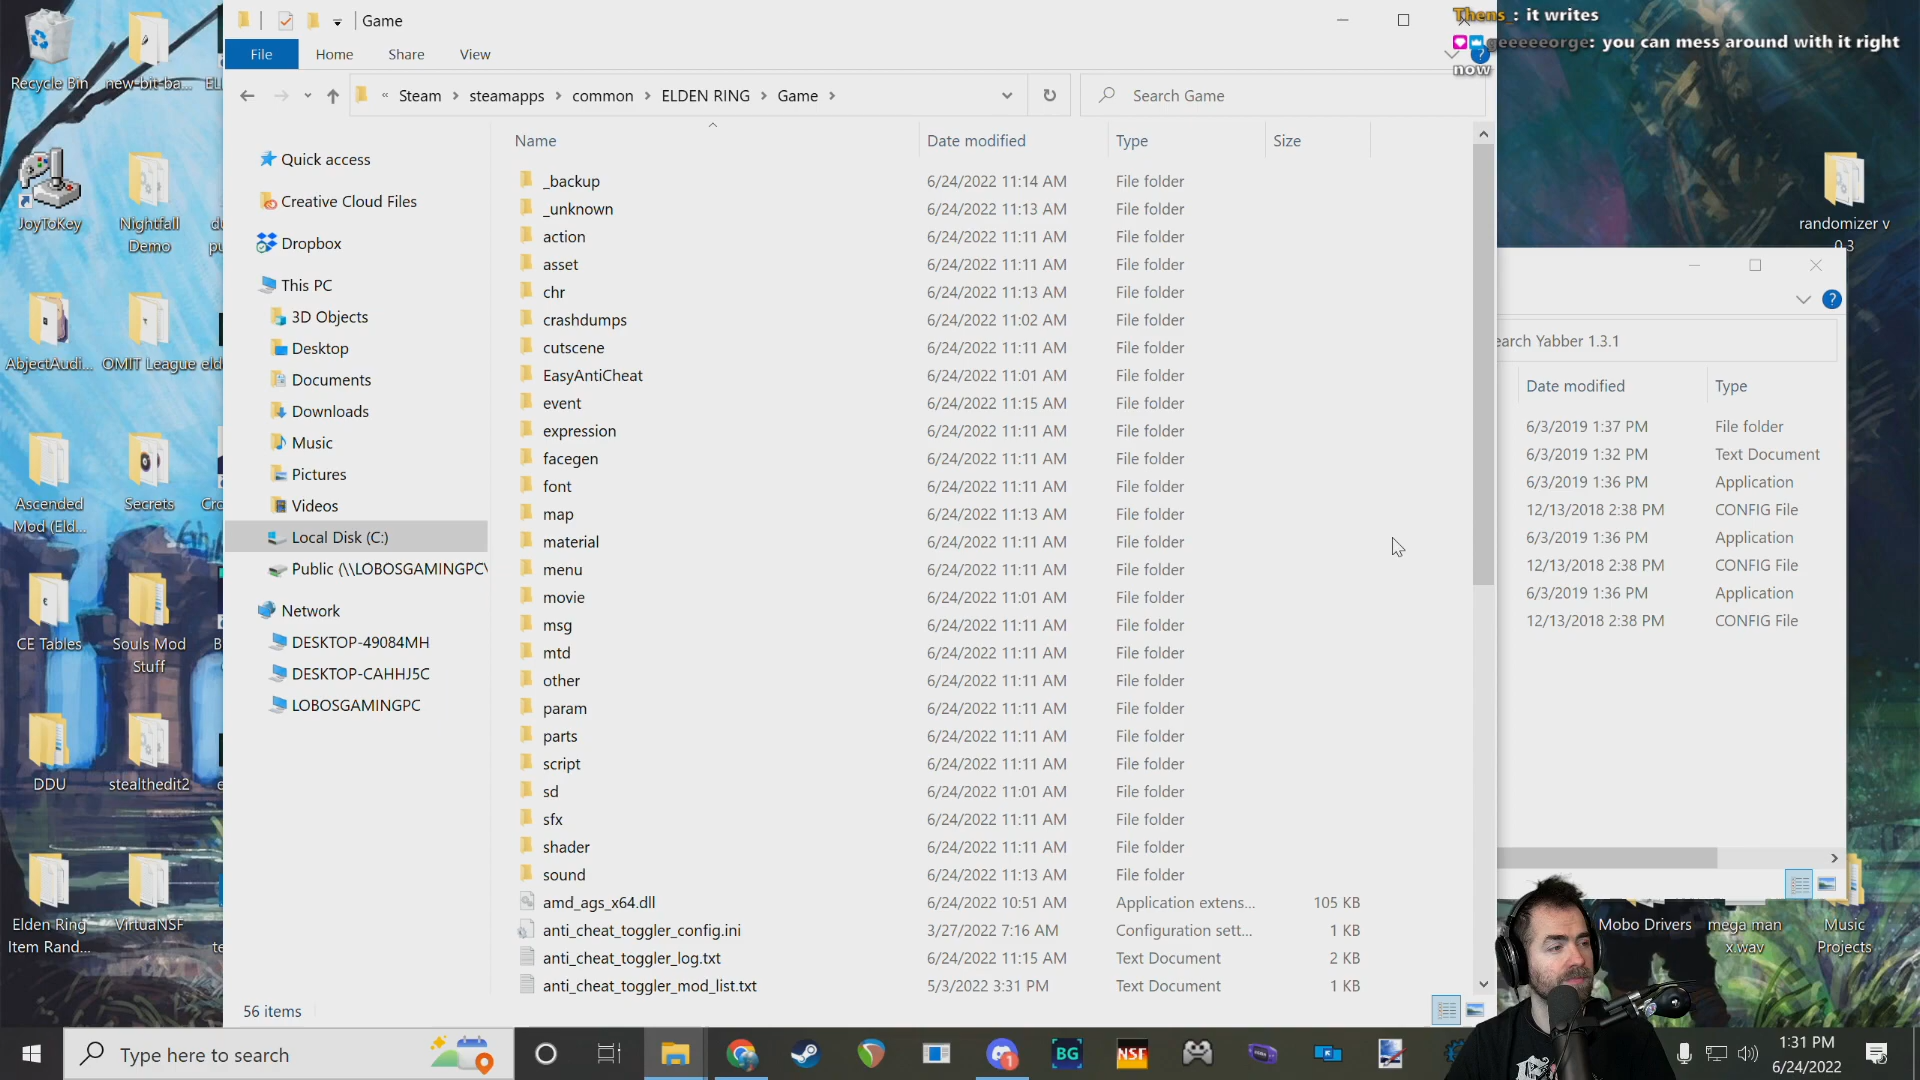 Game
File
Home
Share
View
« Steam > steamapps > common > ELDEN RING > Game >
Search Game
Name
Date modified
Type
Size
Quick access
Creative Cloud Files
Dropbox
This PC
3D Objects
Desktop
Documents
Downloads
Music
Pictures
Videos
Local Disk (C:)
Public (\\LOBOSGAMINGPC\
Network
DESKTOP-49084MH
DESKTOP-CAHHJ5C
LOBOSGAMINGPC
_backup 6/24/2022 11:14 AM File folder
_unknown 6/24/2022 11:13 AM File folder
action 6/24/2022 11:11 AM File folder
asset 6/24/2022 11:11 AM File folder
chr 6/24/2022 11:13 AM File folder
crashdumps 6/24/2022 11:02 AM File folder
cutscene 6/24/2022 11:11 AM File folder
EasyAntiCheat 6/24/2022 11:01 AM File folder
event 6/24/2022 11:15 AM File folder
expression 6/24/2022 11:11 AM File folder
facegen 6/24/2022 11:11 AM File folder
font 6/24/2022 11:11 AM File folder
map 6/24/2022 11:13 AM File folder
material 6/24/2022 11:11 AM File folder
menu 6/24/2022 11:11 AM File folder
movie 6/24/2022 11:01 AM File folder
msg 6/24/2022 11:11 AM File folder
mtd 6/24/2022 11:11 AM File folder
other 6/24/2022 11:11 AM File folder
param 6/24/2022 11:11 AM File folder
parts 6/24/2022 11:11 AM File folder
script 6/24/2022 11:11 AM File folder
sd 6/24/2022 11:01 AM File folder
sfx 6/24/2022 11:11 AM File folder
shader 6/24/2022 11:11 AM File folder
sound 6/24/2022 11:13 AM File folder
amd_ags_x64.dll 6/24/2022 10:51 AM Application extens... 105 KB
anti_cheat_toggler_config.ini 3/27/2022 7:16 AM Configuration sett... 1 KB
anti_cheat_toggler_log.txt 6/24/2022 11:15 AM Text Document 2 KB
anti_cheat_toggler_mod_list.txt 5/3/2022 3:31 PM Text Document 1 KB
56 items
Thens_: it writes
geeeeeorge: you can mess around with it right
now
Recycle Bin
new-bit-ba...
JoyToKey
Nightfall
Demo
AbjectAudi...
OMIT League
Ascended
Mod (Eld...
Secrets
CE Tables
Souls Mod
Stuff
DDU
stealthedit2
Elden Ring
Item Rand...
VirtuaNSF
randomizer v
0.3
earch Yabber 1.3.1
Date modified
Type
6/3/2019 1:37 PM File folder
6/3/2019 1:32 PM Text Document
6/3/2019 1:36 PM Application
12/13/2018 2:38 PM CONFIG File
6/3/2019 1:36 PM Application
12/13/2018 2:38 PM CONFIG File
6/3/2019 1:36 PM Application
12/13/2018 2:38 PM CONFIG File
Mobo Drivers
mega man
x.wav
Music
Projects
Type here to search
BG
NSF
1
1:31 PM
6/24/2022